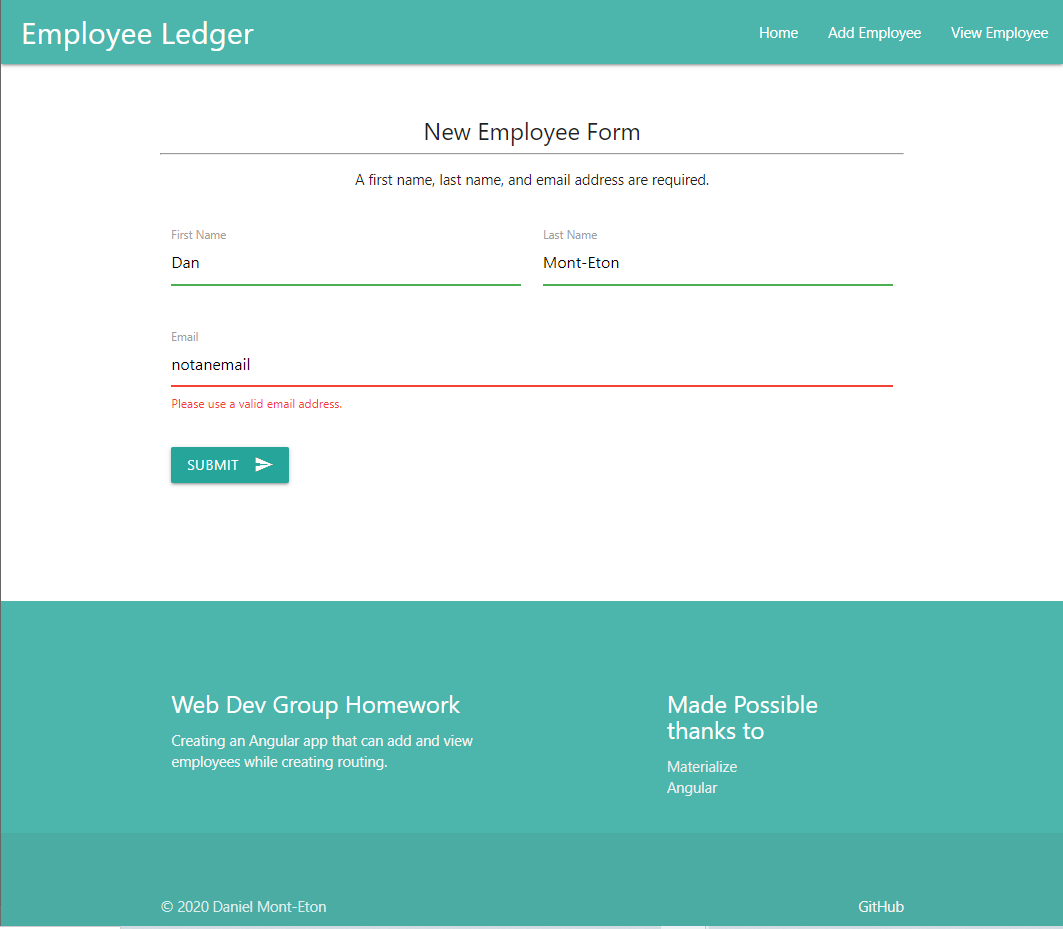 Employee Ledger
Home Add Employee View Employee
New Employee Form
A first name, last name, and email address are required.
First Name
Dan
Last Name
Mont-Eton
Email
notanemail
Please use a valid email address.
SUBMIT
Web Dev Group Homework
Creating an Angular app that can add and view
employees while creating routing.
Made Possible
thanks to
Materialize
Angular
© 2020 Daniel Mont-Eton
GitHub